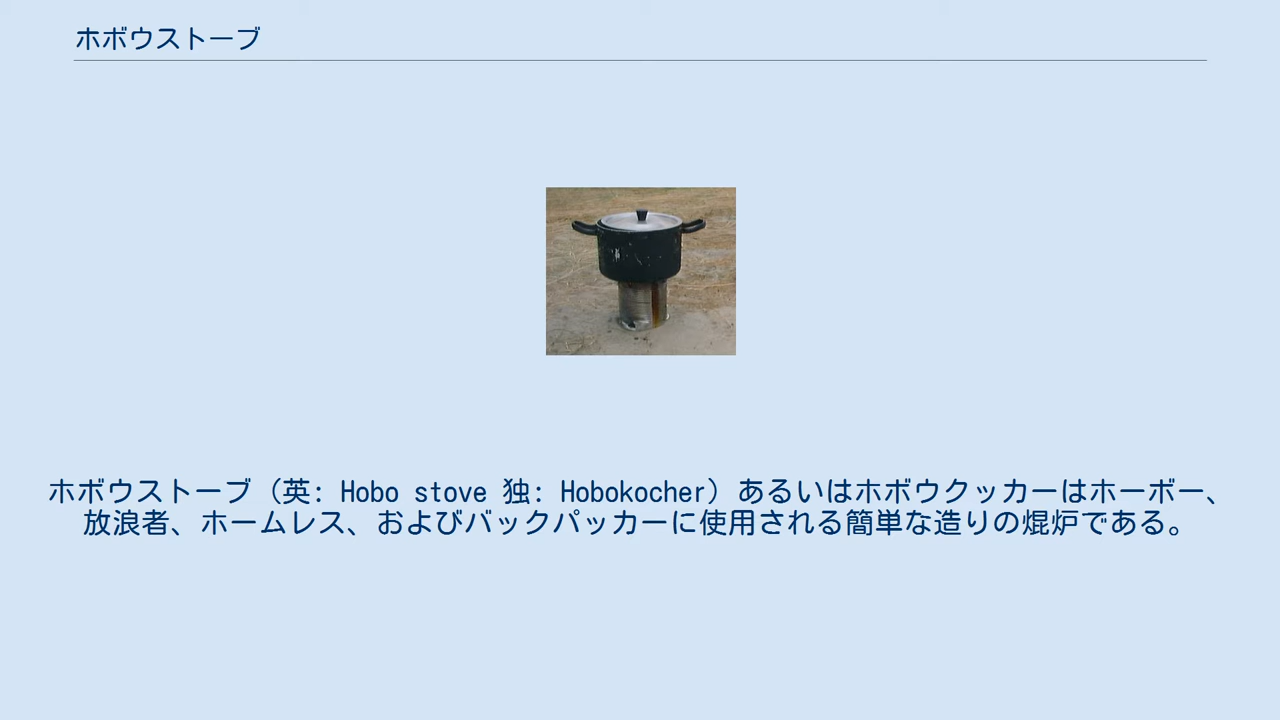 ホボウストーブ
ホボウストーブ（英: Hobo stove 独: Hobokocher）あるいはホボウクッカーはホーボー、
放浪者、ホームレス、およびバックパッカーに使用される簡単な造りの焜炉である。